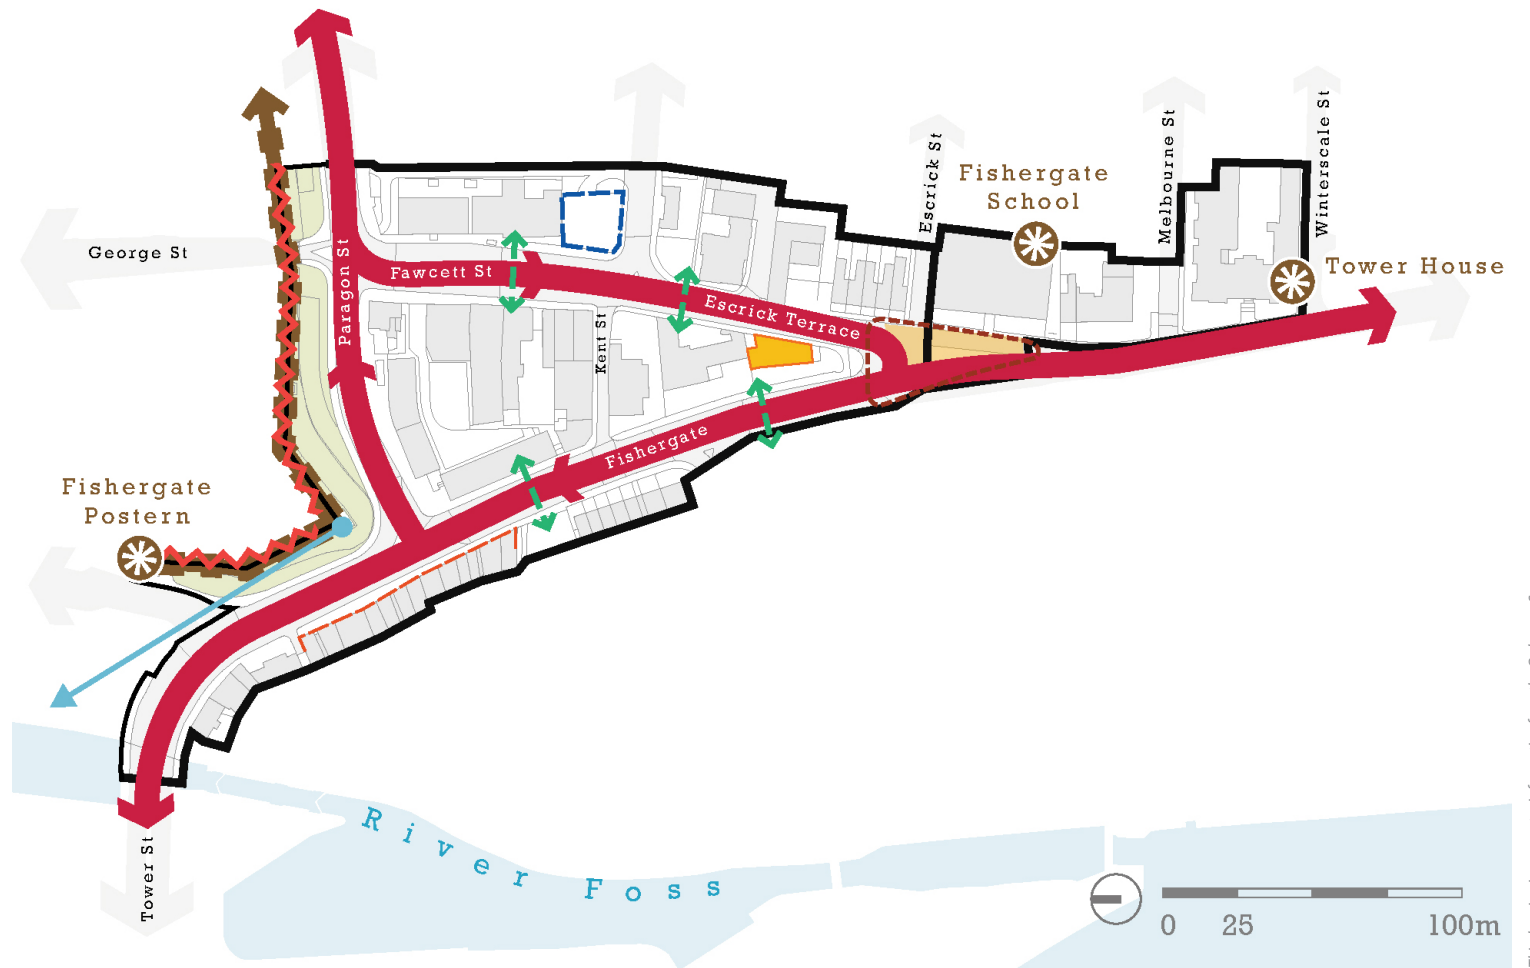 Escrick St
Melbourne St
Winterscale St
Fishergate
School
George St
Paragon St
Fawcett St
Escrick Terrace
Tower House
Kent St
Fishergate
Fishergate
Postern
River Foss
Tower St
0 25 100m